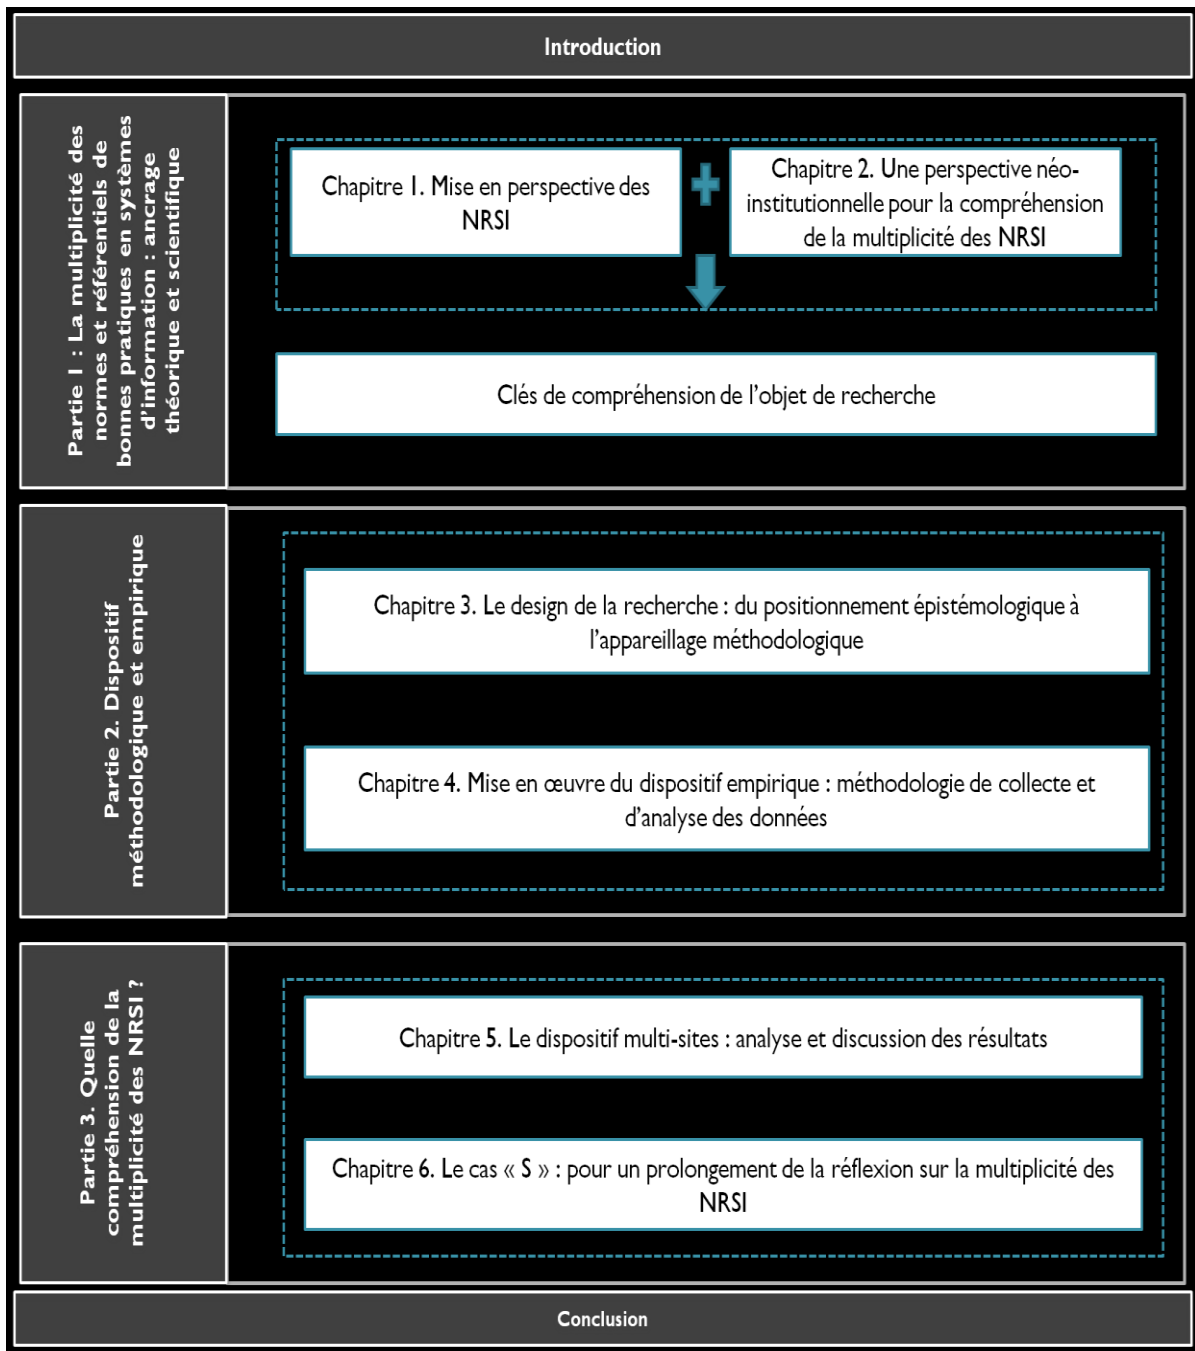 Introduction
Partie 1 : La multiplicité des
normes et référentiels de
bonnes pratiques en systèmes
d’information : ancrage
théorique et scientifique
Chapitre 1. Mise en perspective des
NRSI
Chapitre 2. Une perspective néo-
institutionnelle pour la compréhension
de la multiplicité des NRSI
Clés de compréhension de l’objet de recherche
Partie 2. Dispositif
méthodologique et empirique
Chapitre 3. Le design de la recherche : du positionnement épistémologique à
l’appareillage méthodologique
Chapitre 4. Mise en œuvre du dispositif empirique : méthodologie de collecte et
d’analyse des données
Partie 3. Quelle
compréhension de la
multiplicité des NRSI ?
Chapitre 5. Le dispositif multi-sites : analyse et discussion des résultats
Chapitre 6. Le cas « S » : pour un prolongement de la réflexion sur la multiplicité des
NRSI
Conclusion